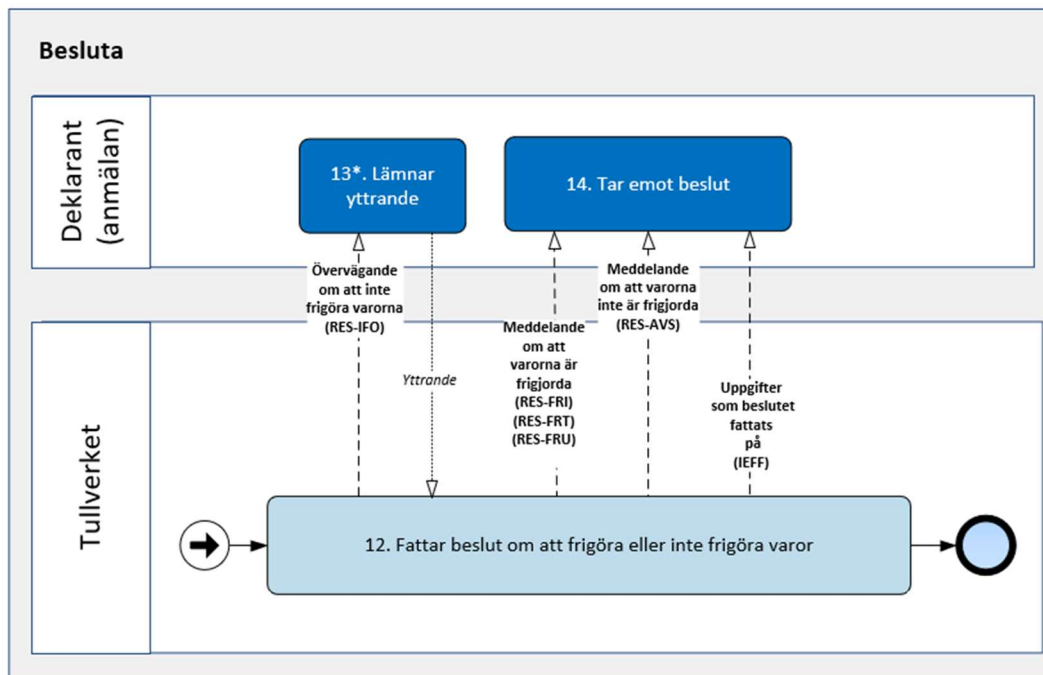 Besluta
Deklarant
(anmälan)
13*. Lämnar
yttrande
14. Tar emot beslut
Övervägande
om att inte
frigöra varorna
(RES-IFO)
Yttrande
Meddelande
om att
varorna är
frigjorda
(RES-FRI)
(RES-FRT)
(RES-FRU)
Meddelande
om att varorna
inte är frigjorda
(RES-AVS)
Uppgifter
som beslutet
fattats
på
(IEFF)
Tullverket
12. Fattar beslut om att frigöra eller inte frigöra varor